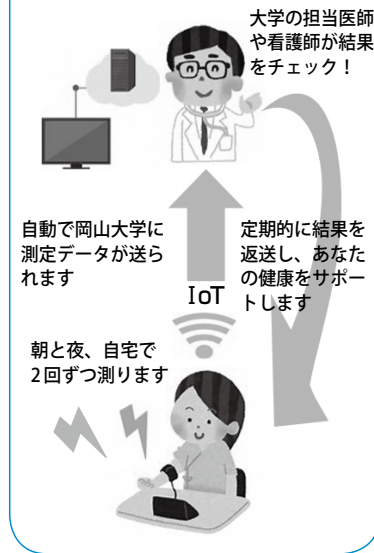 大学の担当医師
や看護師が結果
をチェック！
自動で岡山大学に
測定データが送ら
れます
定期的に結果を
返送し、あなた
の健康をサポー
トします
IoT
朝と夜、自宅で
2回ずつ測ります